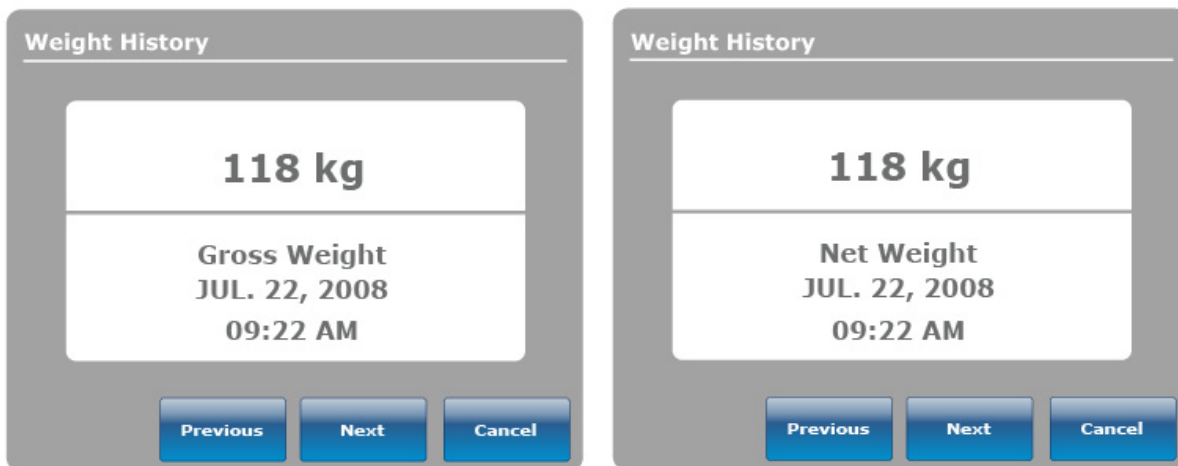 Weight History
118 kg
Gross Weight
JUL. 22, 2008
09:22 AM
Previous
Next
Cancel
Weight History
118 kg
Net Weight
JUL. 22, 2008
09:22 AM
Previous
Next
Cancel